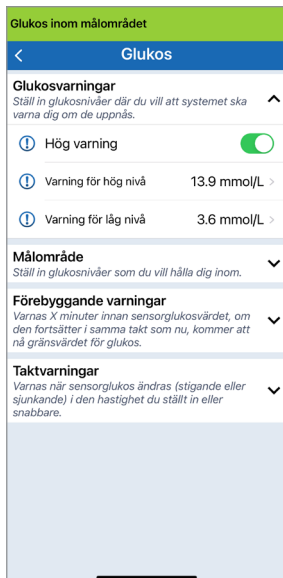 Glukos inom målområdet
Glukos
Glukosvarningar
Ställ in glukosnivåer där du vill att systemet ska
varna dig om de uppnås.
Hög varning
Varning för hög nivå 13.9 mmol/L
Varning för låg nivå 3.6 mmol/L
Målområde
Ställ in glukosnivåer som du vill hålla dig inom.
Förebyggande varningar
Varnas X minuter innan sensorglukosvärdet, om
den fortsätter i samma takt som nu, kommer att
nå gränsvärdet för glukos.
Taktvarningar
Varnas när sensorglukos ändras (stigande eller
sjunkande) i den hastighet du ställt in eller
snabbare.